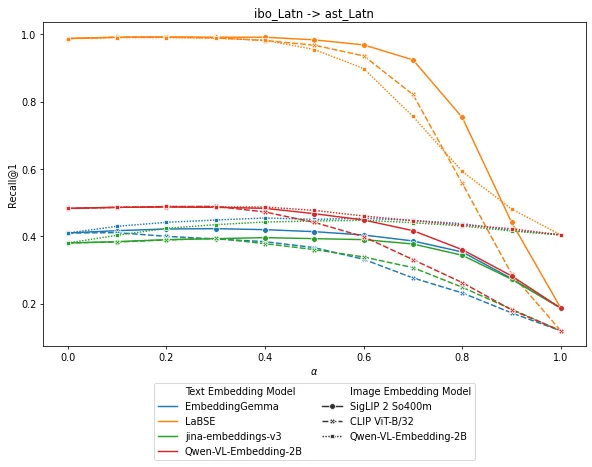 ibo_Latn -> ast_Latn
Recall@1
1.0
0.8
0.6
0.4
0.2
0.0 0.2 0.4 0.6 0.8 1.0
α
Text Embedding Model Image Embedding Model
EmbeddingGemma SigLIP 2 So400m
LaBSE CLIP ViT-B/32
jina-embeddings-v3 Qwen-VL-Embedding-2B
Qwen-VL-Embedding-2B